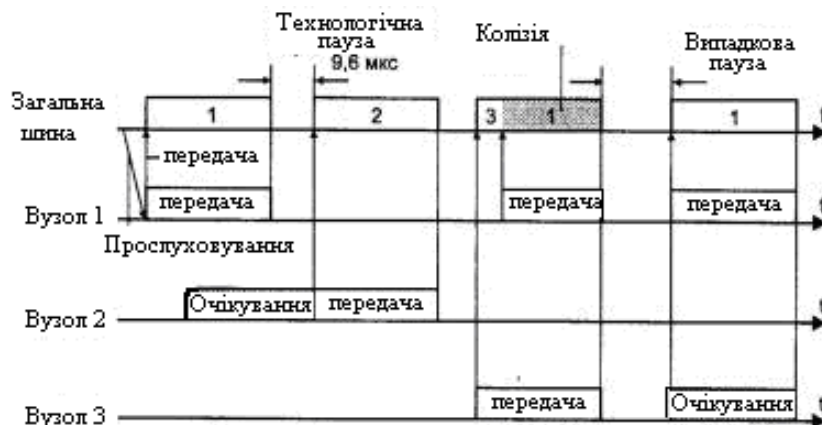 Технологічна
пауза
9,6 мкс
Колізія
Випадкова
пауза
Загальна
шина
1
2
3
1
1
t
передача
Вузол 1
передача
передача
передача
t
Прослуховування
Вузол 2
Очікування
передача
t
Вузол 3
передача
Очікування
t